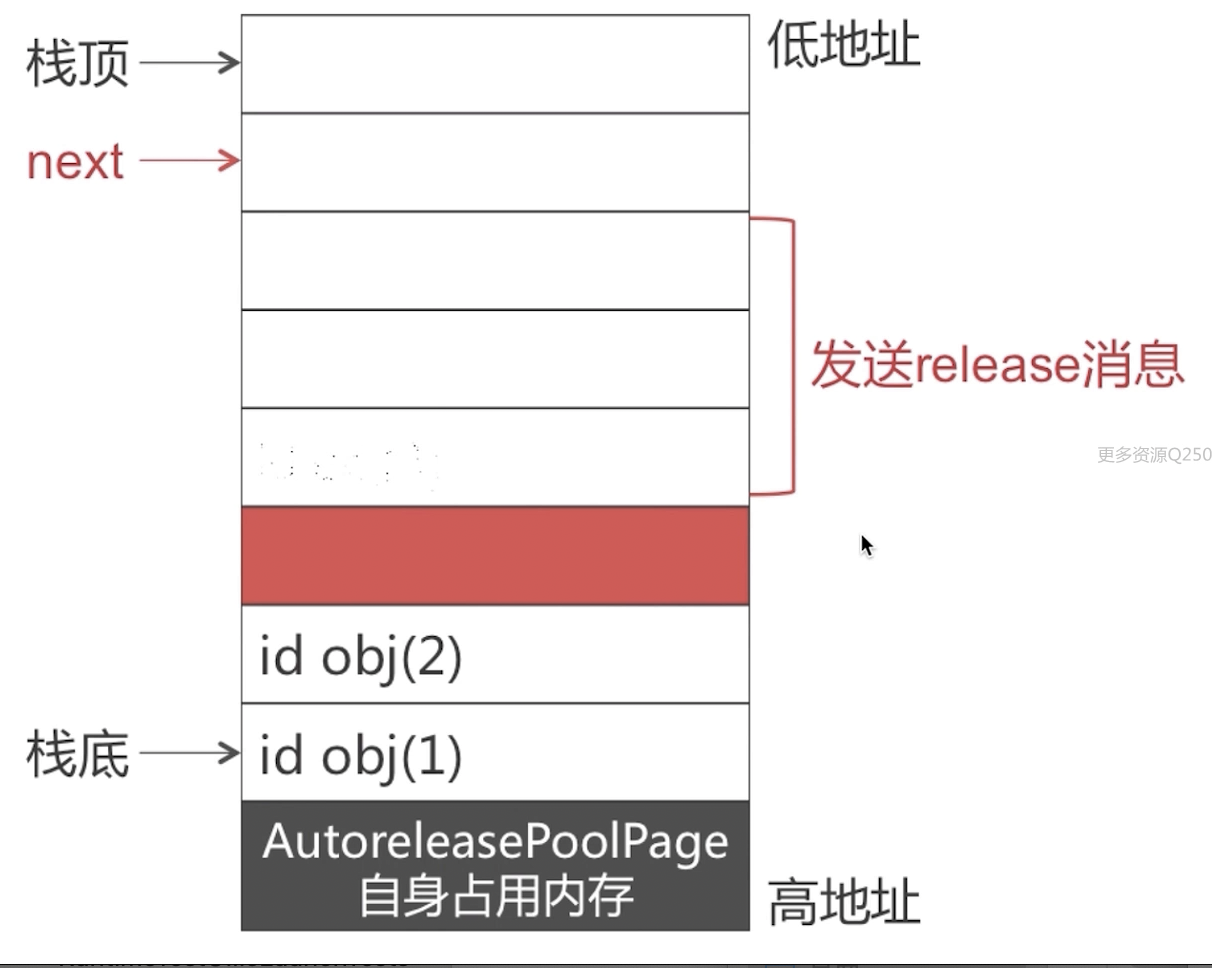 栈顶
低地址
next
发送release消息
更多资源Q250
id obj(2)
栈底
id obj(1)
AutoreleasePoolPage
自身占用内存
高地址